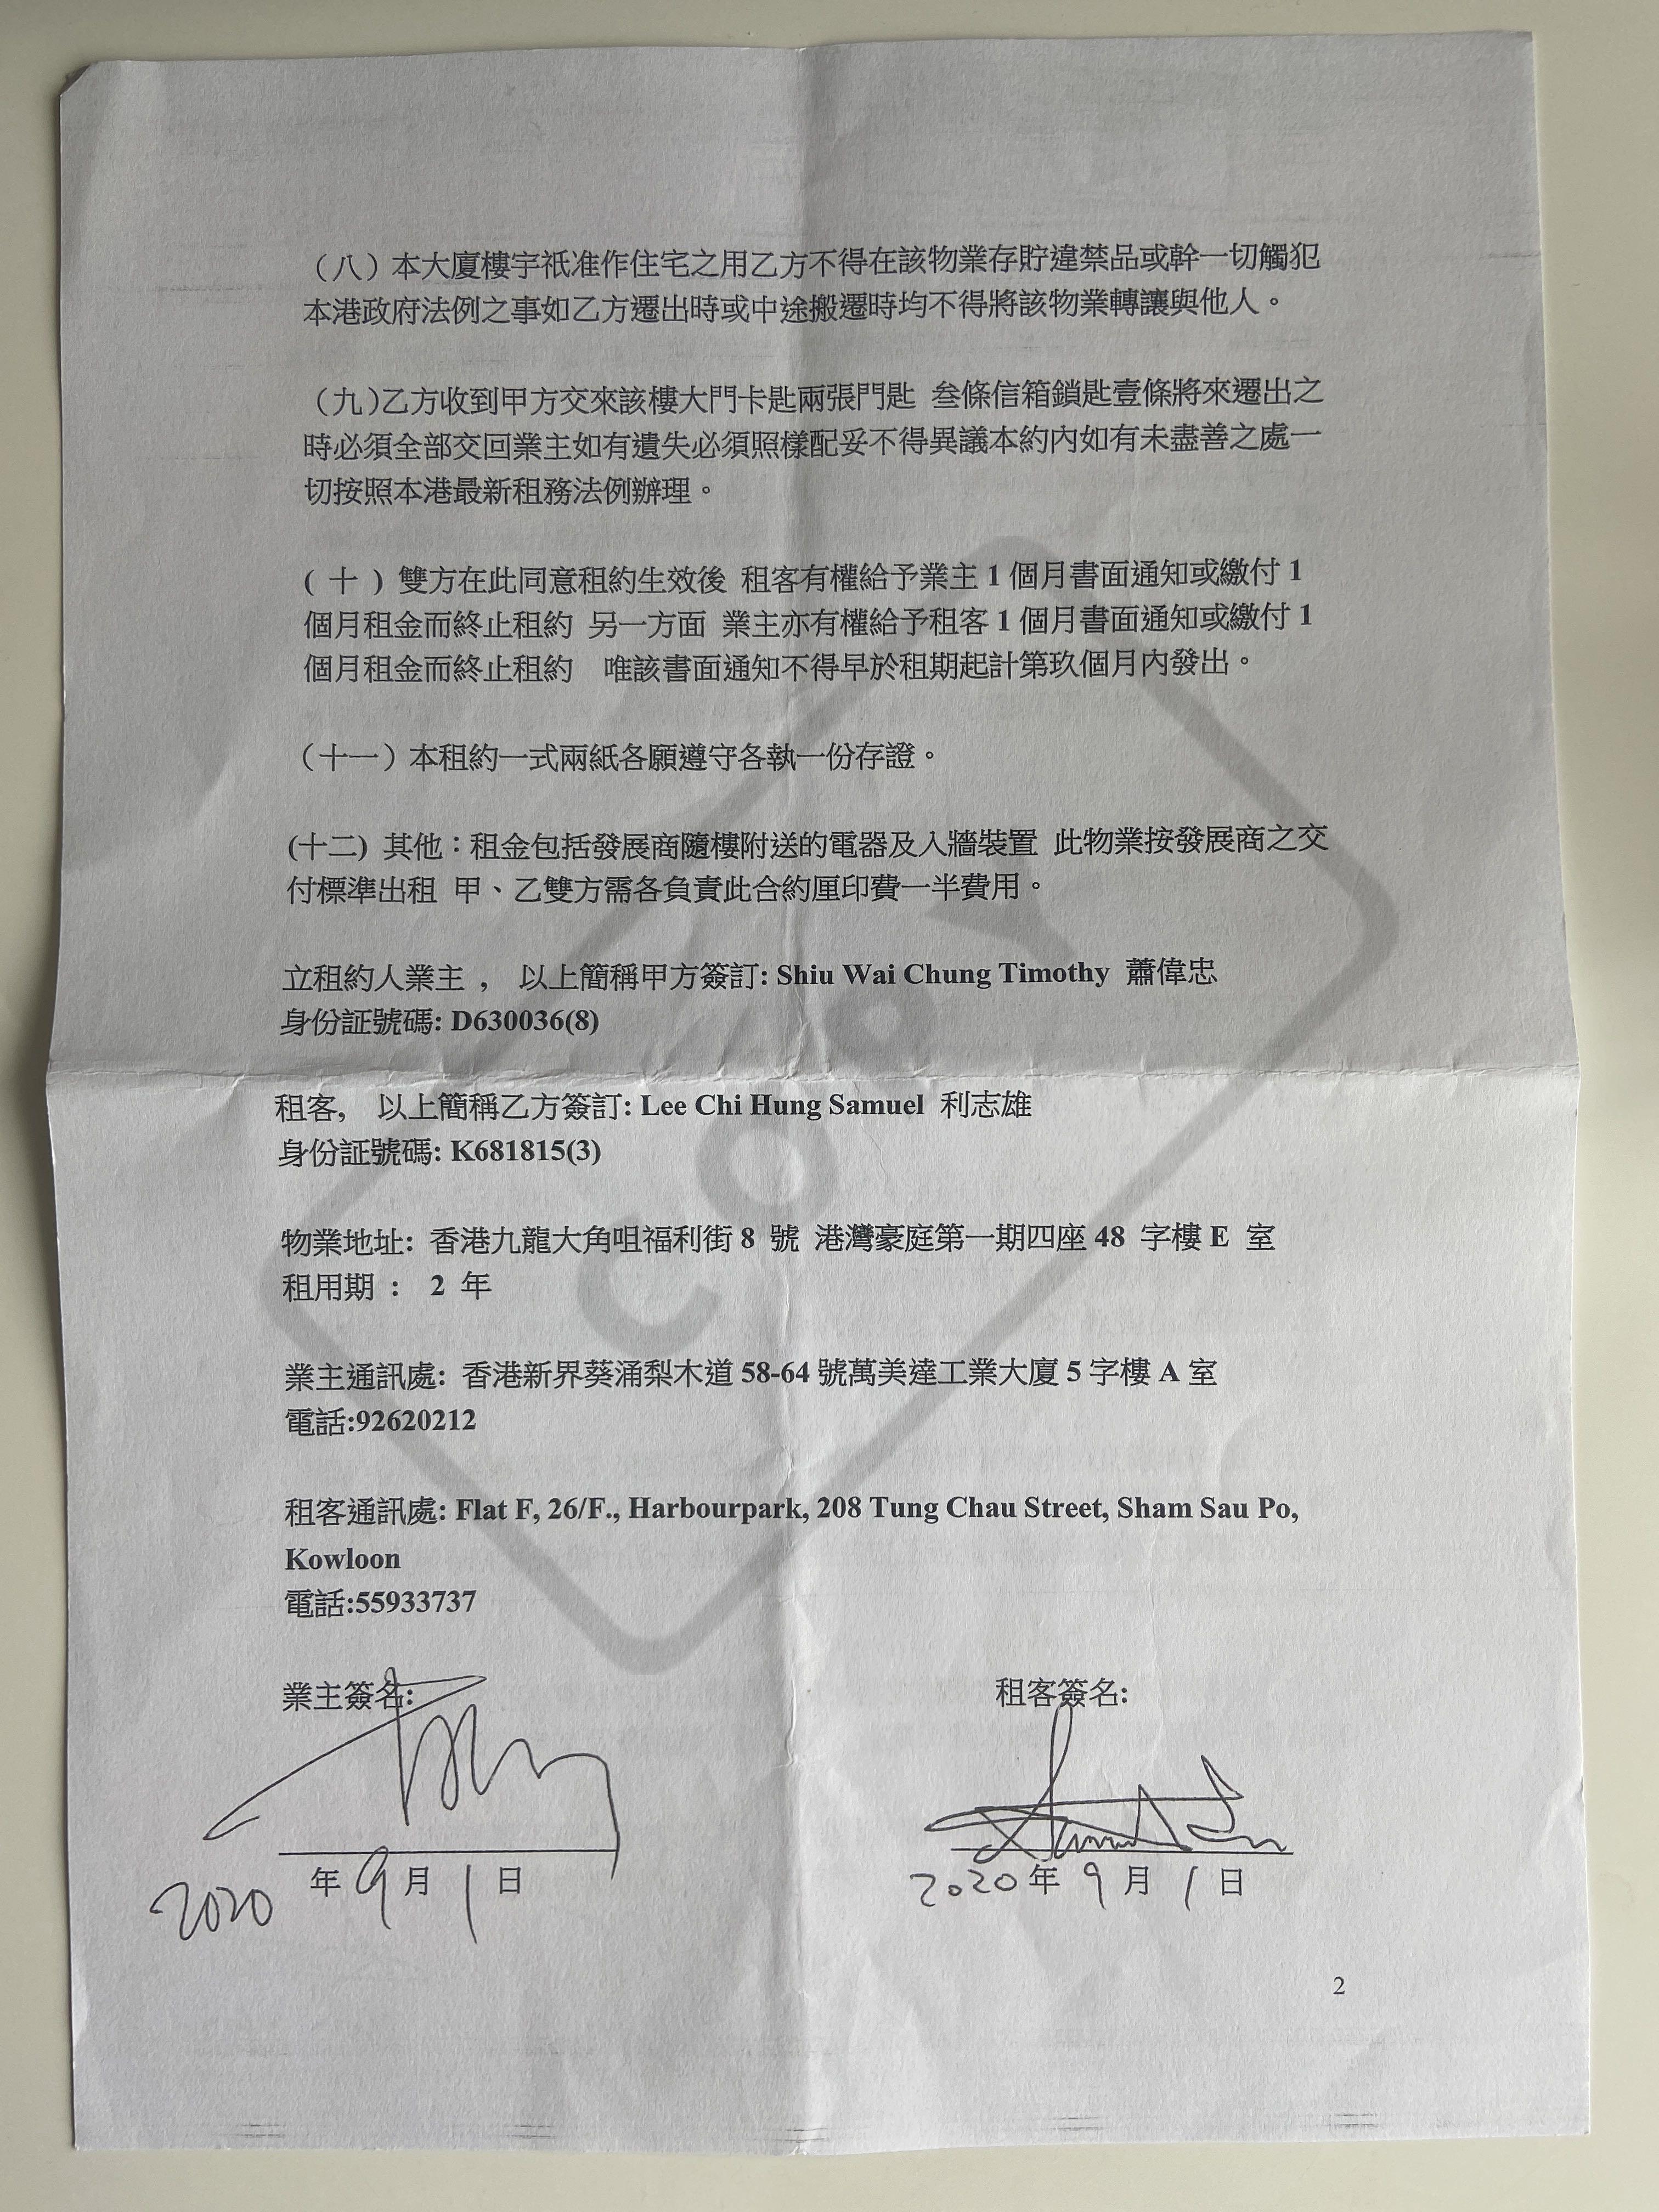 （八）本大廈樓宇祇准作住宅之用乙方不得在該物業存貯違禁品或幹一切觸犯
本港政府法例之事如乙方遷出時或中途搬遷時均不得將該物業轉讓與他人。
（九)乙方收到甲方交來該樓大門卡匙兩張門匙 叁條信箱鎖匙壹條將來遷出之
時必須全部交回業主如有遺失必須照樣配妥不得異議本約內如有未盡善之處一
切按照本港最新租務法例辦理。
( 十 ) 雙方在此同意租約生效後 租客有權給予業主 1 個月書面通知或繳付 1
個月租金而終止租約 另一方面 業主亦有權給予租客 1 個月書面通知或繳付 1
個月租金而終止租約 唯該書面通知不得早於租期起計第玖個月內發出。
（十一）本租約一式兩紙各願遵守各執一份存證。
(十二) 其他：租金包括發展商隨樓附送的電器及入牆裝置 此物業按發展商之交
付標準出租 甲、乙雙方需各負責此合約厘印費一半費用。
立租約人業主 ， 以上簡稱甲方簽訂: Shiu Wai Chung Timothy 蕭偉忠
身份証號碼: D630036(8)
租客, 以上簡稱乙方簽訂: Lee Chi Hung Samuel 利志雄
身份証號碼: K681815(3)
物業地址: 香港九龍大角咀福利街 8 號 港灣豪庭第一期四座 48 字樓 E 室
租用期 : 2 年
業主通訊處: 香港新界葵涌梨木道 58-64 號萬美達工業大廈 5 字樓 A 室
電話:92620212
租客通訊處: Flat F, 26/F., Harbourpark, 208 Tung Chau Street, Sham Sau Po,
Kowloon
電話:55933737
業主簽名: 租客簽名:
2020 年 9 月 1 日 2020 年 9 月 1 日
2
COPY